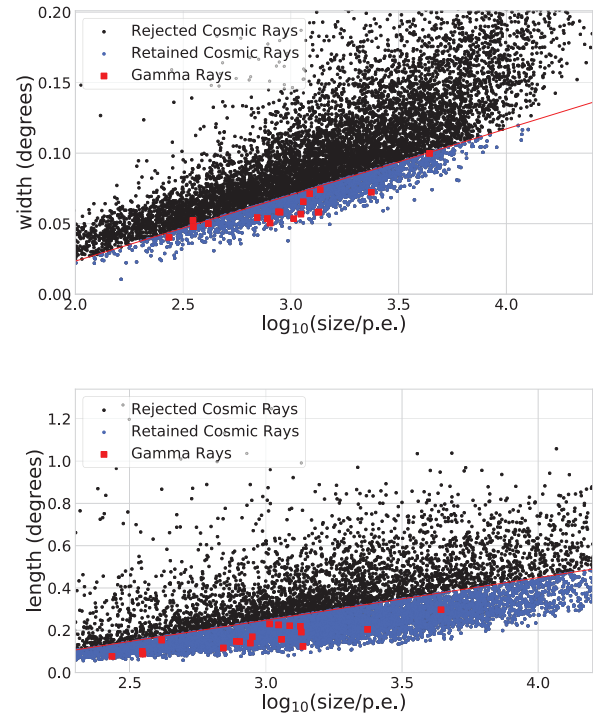 0.20
0.15
0.10
0.05
0.00
width (degrees)
Rejected Cosmic Rays
Retained Cosmic Rays
Gamma Rays
2.0 2.5 3.0 3.5 4.0
log₁₀(size/p.e.)
1.2
1.0
0.8
0.6
0.4
0.2
0.0
length (degrees)
Rejected Cosmic Rays
Retained Cosmic Rays
Gamma Rays
2.5 3.0 3.5 4.0
log₁₀(size/p.e.)